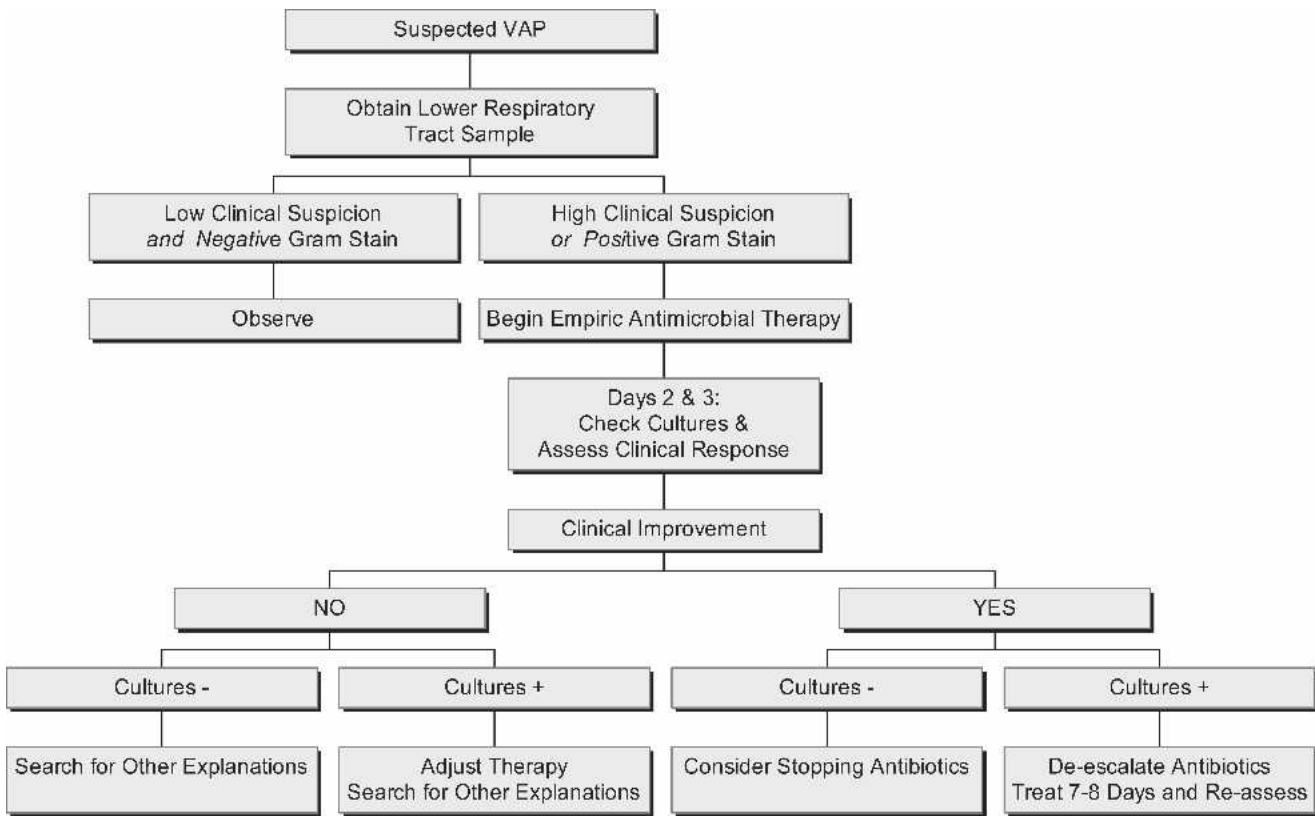 Suspected VAP
Obtain Lower Respiratory
Tract Sample
Low Clinical Suspicion
and Negative Gram Stain
High Clinical Suspicion
or Positive Gram Stain
Observe
Begin Empiric Antimicrobial Therapy
Days 2 & 3:
Check Cultures &
Assess Clinical Response
Clinical Improvement
NO
YES
Cultures -
Cultures +
Cultures -
Cultures +
Search for Other Explanations
Adjust Therapy
Search for Other Explanations
Consider Stopping Antibiotics
De-escalate Antibiotics
Treat 7-8 Days and Re-assess